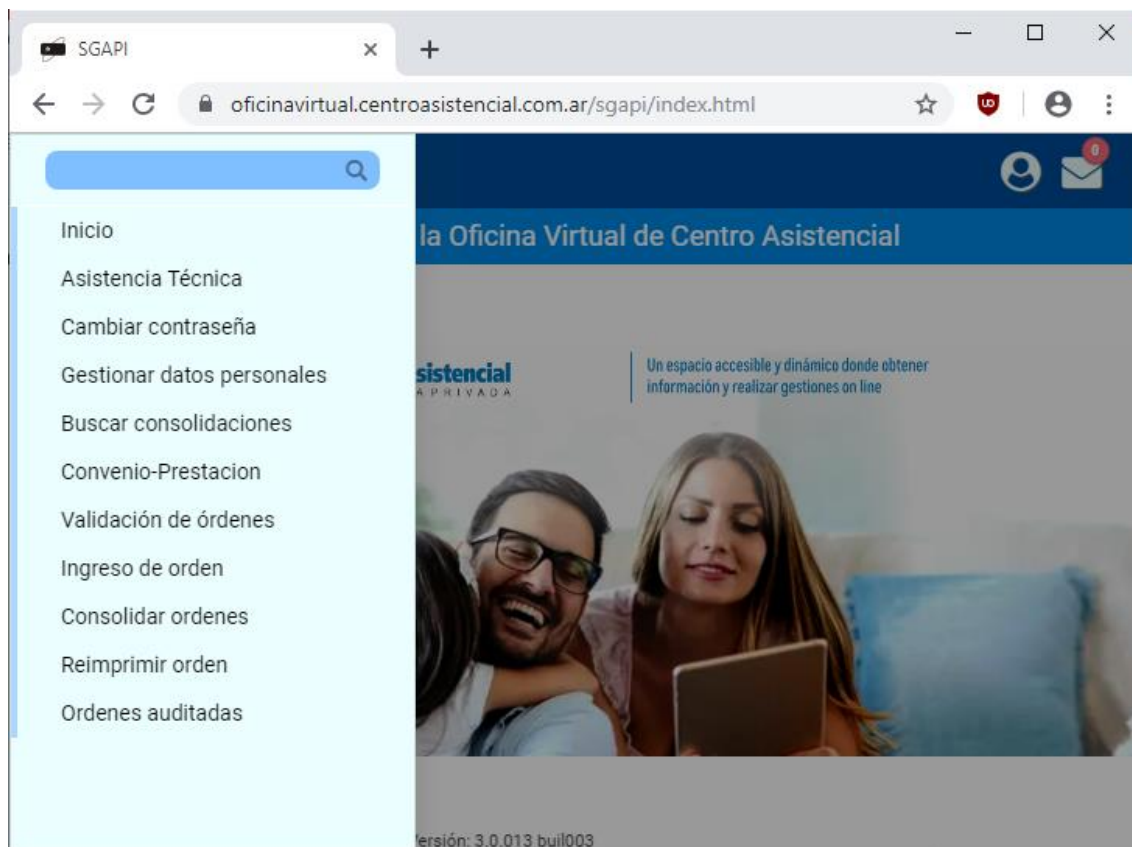 SGAPI
oficinavirtual.centroasistencial.com.ar/sgapi/index.html
0
Inicio
la Oficina Virtual de Centro Asistencial
Asistencia Técnica
Cambiar contraseña
Gestionar datos personales
sistencial
Un espacio accesible y dinámico donde obtener
A PRIVADA
información y realizar gestiones on line
Buscar consolidaciones
Convenio-Prestacion
Validación de órdenes
Ingreso de orden
Consolidar ordenes
Reimprimir orden
Ordenes auditadas
ersión: 3.0.013 buil003